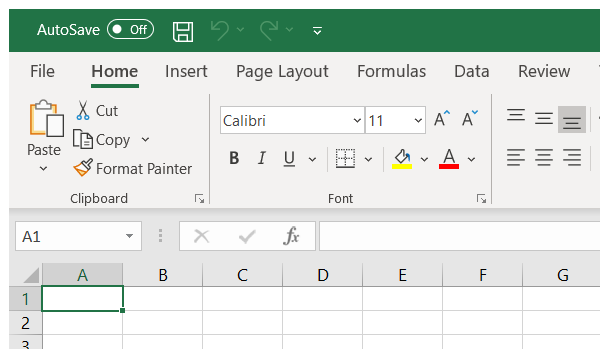 AutoSave Off
File Home Insert Page Layout Formulas Data Review
Cut
Calibri 11 A A
Copy
Paste
B I U A
Format Painter
Clipboard Font
A1 fx
A B C D E F G
1
2
3